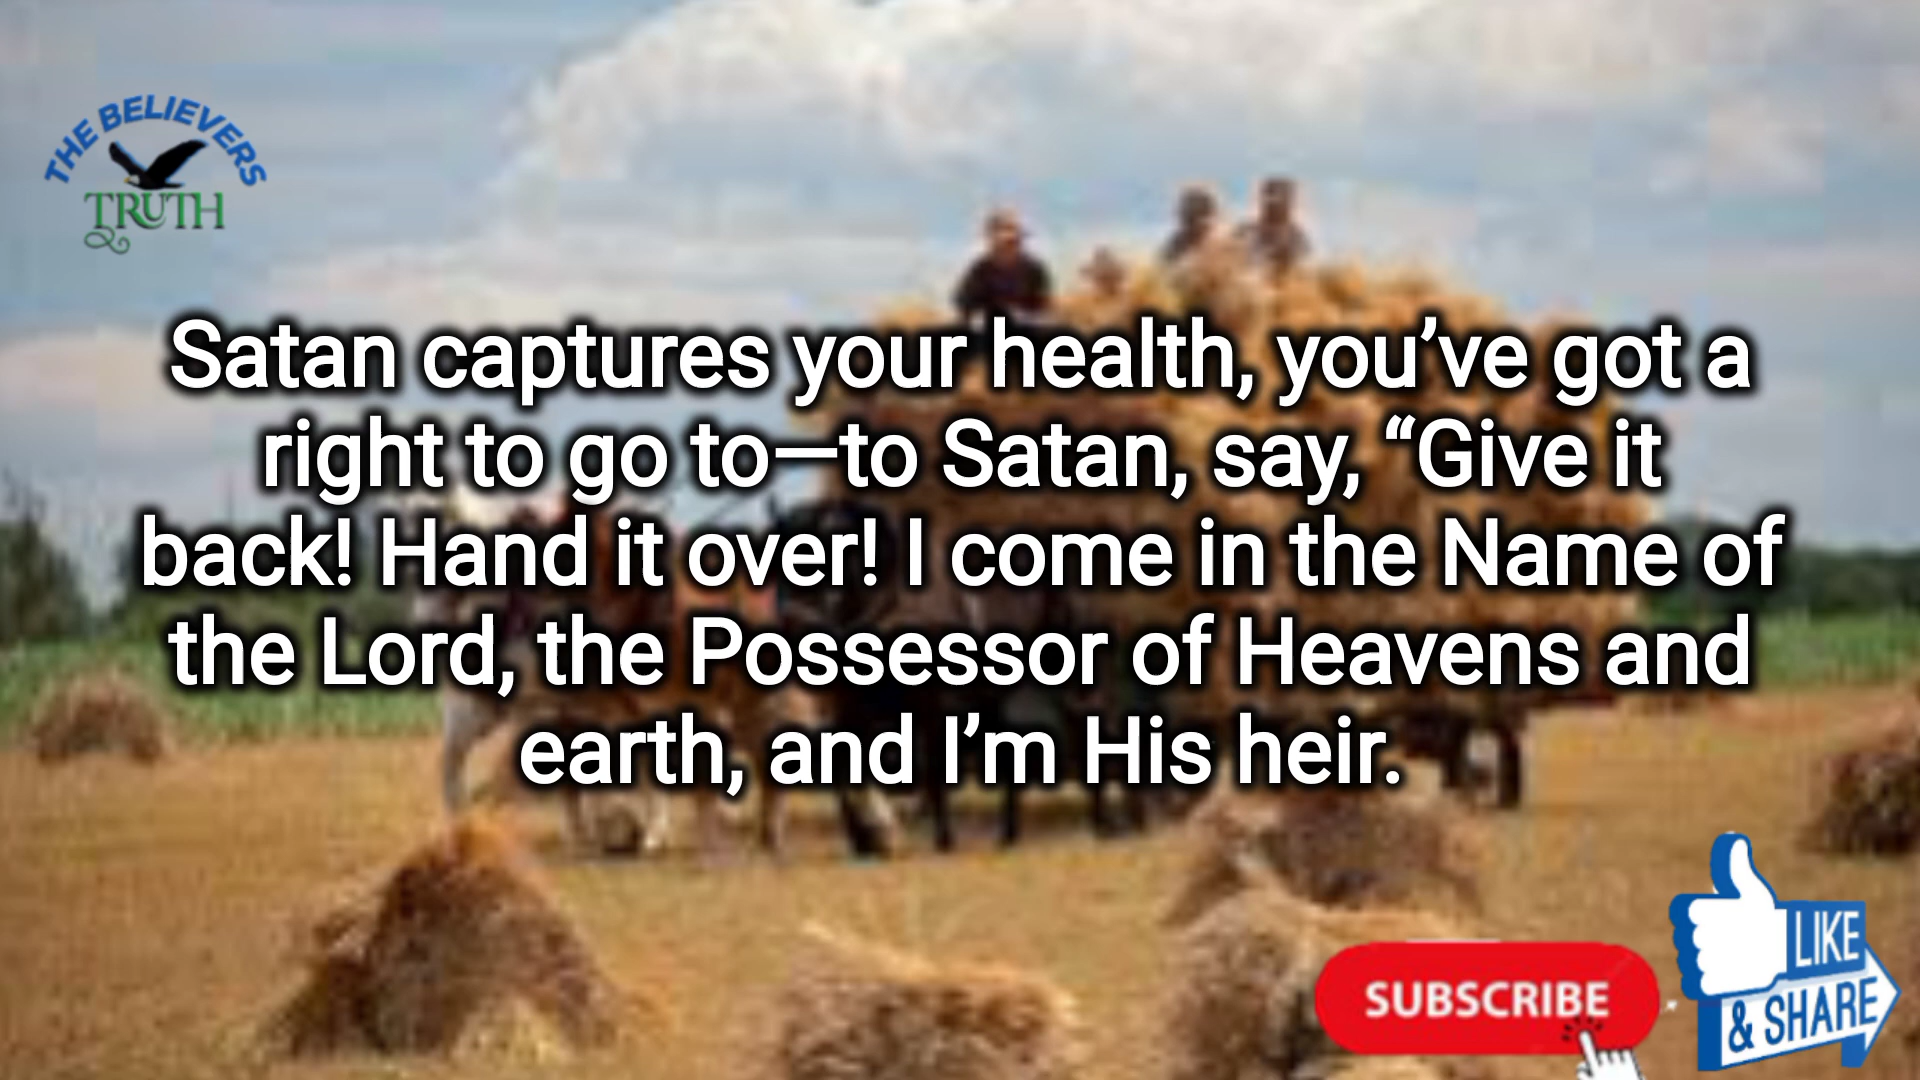 THE BELIEVERS
TRUTH
Satan captures your health, you’ve got a
right to go to—to Satan, say, “Give it
back! Hand it over! I come in the Name of
the Lord, the Possessor of Heavens and
earth, and I’m His heir.
LIKE
& SHARE
SUBSCRIBE